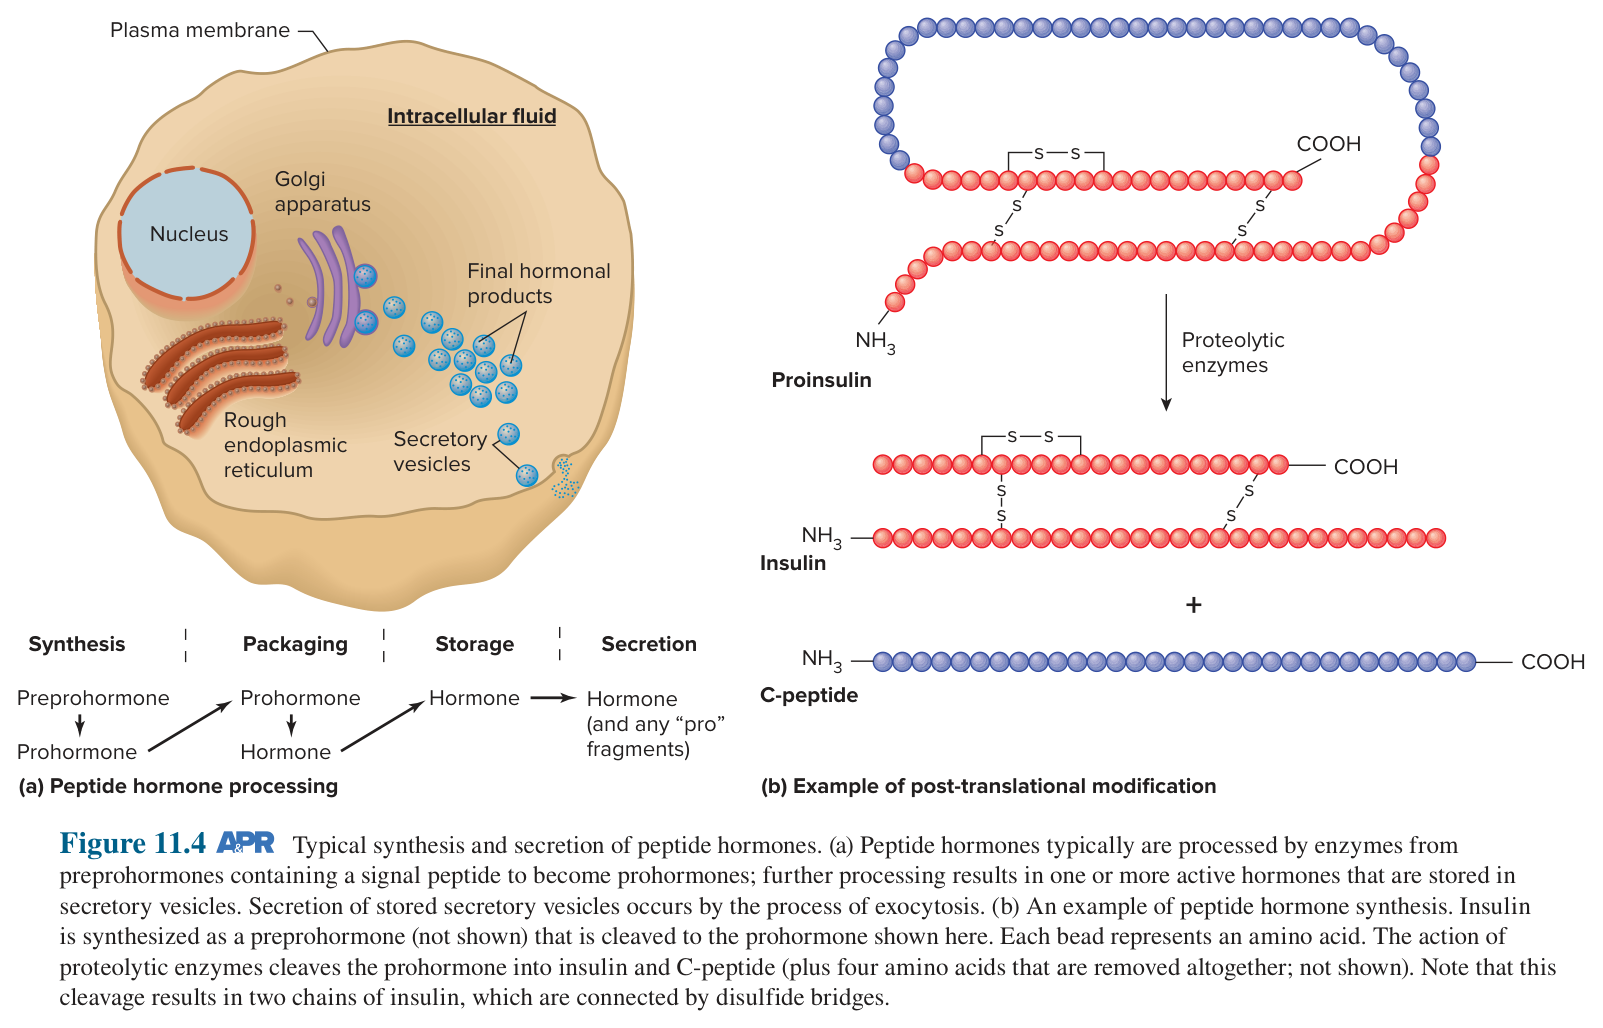 Plasma membrane
Intracellular fluid
Golgi
apparatus
Nucleus
Final hormonal
products
Rough
endoplasmic
reticulum
Secretory
vesicles
Synthesis
Packaging
Storage
Secretion
Preprohormone
Prohormone
Prohormone
Hormone
Hormone
Hormone
(and any “pro”
fragments)
(a) Peptide hormone processing
S S
COOH
S
S
S
S
NH3
Proinsulin
Proteolytic
enzymes
S S
COOH
S
S
S
S
NH3
Insulin
+
NH3
COOH
C-peptide
(b) Example of post-translational modification
Figure 11.4 A&PR Typical synthesis and secretion of peptide hormones. (a) Peptide hormones typically are processed by enzymes from
preprohormones containing a signal peptide to become prohormones; further processing results in one or more active hormones that are stored in
secretory vesicles. Secretion of stored secretory vesicles occurs by the process of exocytosis. (b) An example of peptide hormone synthesis. Insulin
is synthesized as a preprohormone (not shown) that is cleaved to the prohormone shown here. Each bead represents an amino acid. The action of
proteolytic enzymes cleaves the prohormone into insulin and C-peptide (plus four amino acids that are removed altogether; not shown). Note that this
cleavage results in two chains of insulin, which are connected by disulfide bridges.